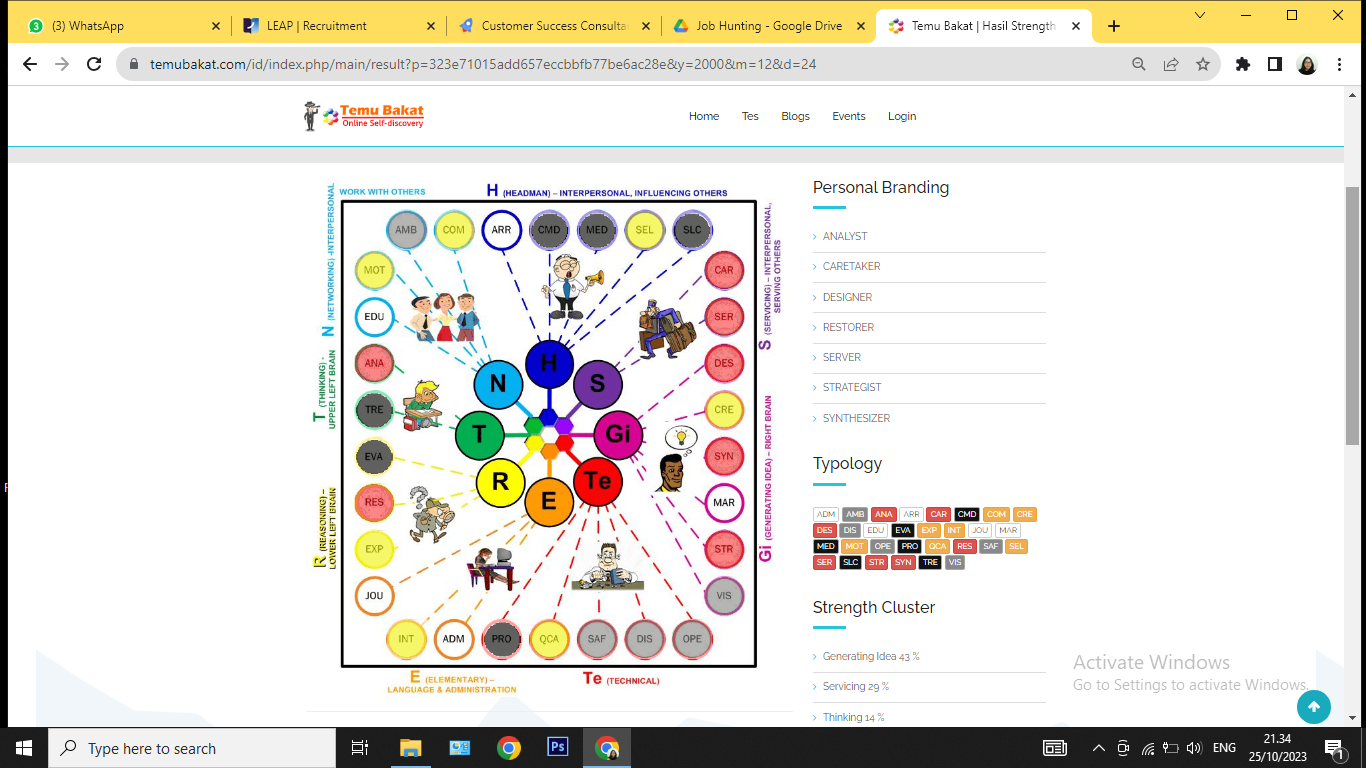 (3) WhatsApp
LEAP | Recruitment
Customer Success Consulta
Job Hunting - Google Drive
Temu Bakat | Hasil Strength
temubakat.com/id/index.php/main/result?p=323e71015add657eccbbfb77be6ac28e&y=2000&m=12&d=24
Temu Bakat
Online Self-discovery
Home Tes Blogs Events Login
WORK WITH OTHERS
H (HEADMAN) – INTERPERSONAL, INFLUENCING OTHERS
N (NETWORKING) -INTERPERSONAL
S (SERVICING) – INTERPERSONAL,
SERVING OTHERS
AMB COM ARR CMD MED SEL SLC
MOT CAR
EDU SER
ANA DES
TRE CRE
EVA SYN
RES MAR
EXP STR
JOU VIS
INT ADM PRO QCA SAF DIS OPE
H
N S
T Gi
R Te
E
T (THINKING) -
UPPER LEFT BRAIN
R (REASONING) –
LOWER LEFT BRAIN
Gi (GENERATING IDEA) – RIGHT BRAIN
E (ELEMENTARY) –
LANGUAGE & ADMINISTRATION
Te (TECHNICAL)
Personal Branding
ANALYST
CARETAKER
DESIGNER
RESTORER
SERVER
STRATEGIST
SYNTHESIZER
Typology
ADM AMB ANA ARR CAR CMD COM CRE
DES DIS EDU EVA EXP INT JOU MAR
MED MOT OPE PRO QCA RES SAF SEL
SER SLC STR SYN TRE VIS
Strength Cluster
Generating Idea 43 %
Servicing 29 %
Thinking 14 %
Activate Windows
Go to Settings to activate Windows.
Type here to search
Ps
ENG
21.34
25/10/2023
1